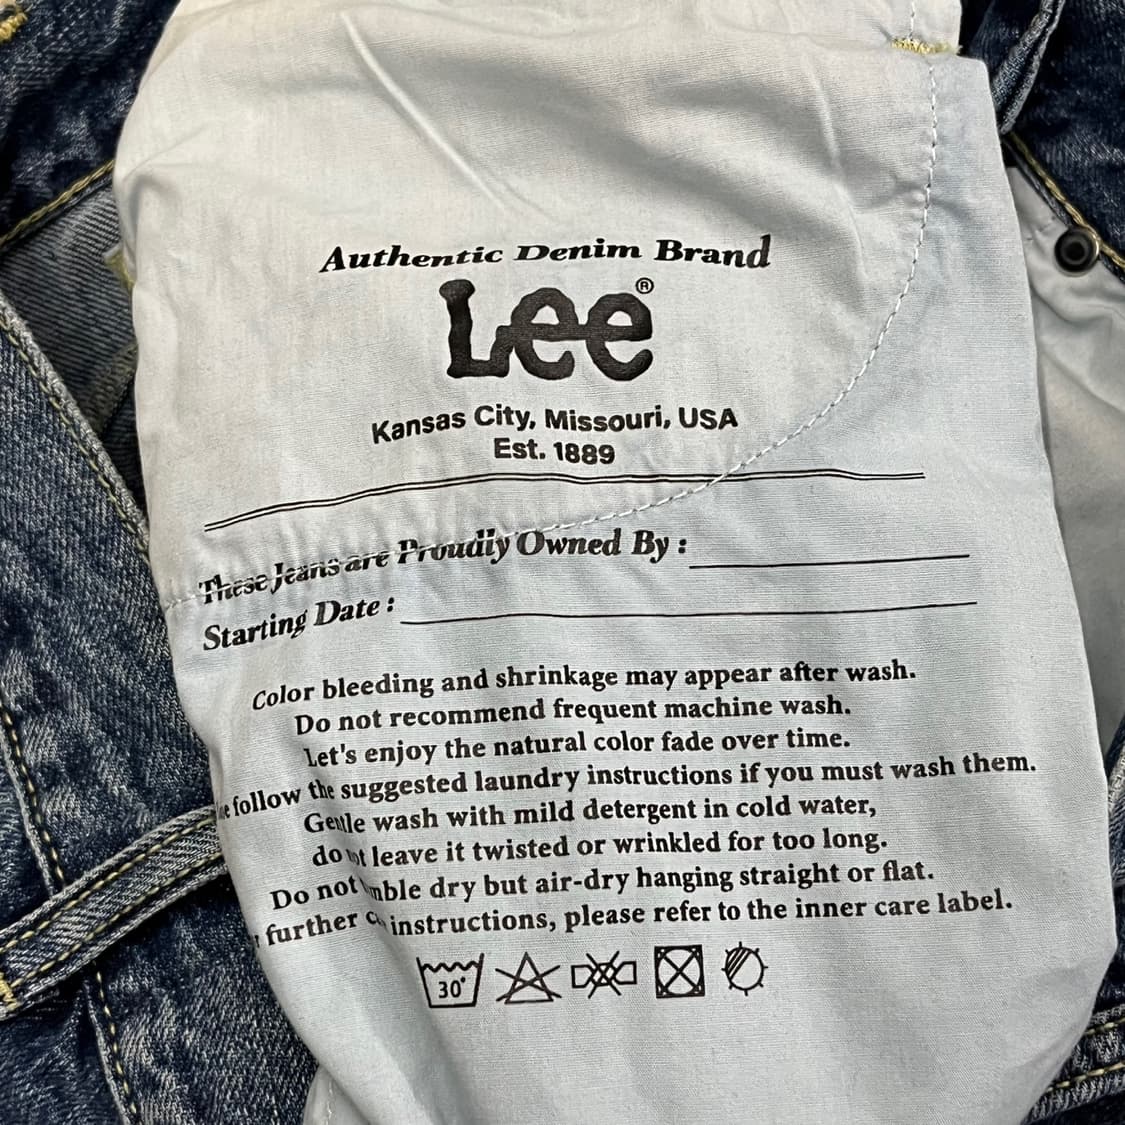 Authentic Denim Brand
Lee®
Kansas City, Missouri, USA
Est. 1889
These Jeans are Proudly Owned By :
Starting Date :
Color bleeding and shrinkage may appear after wash.
Do not recommend frequent machine wash.
Let's enjoy the natural color fade over time.
follow the suggested laundry instructions if you must wash them.
Gentle wash with mild detergent in cold water,
do not leave it twisted or wrinkled for too long.
Do not tumble dry but air-dry hanging straight or flat.
further instructions, please refer to the inner care label.
30°